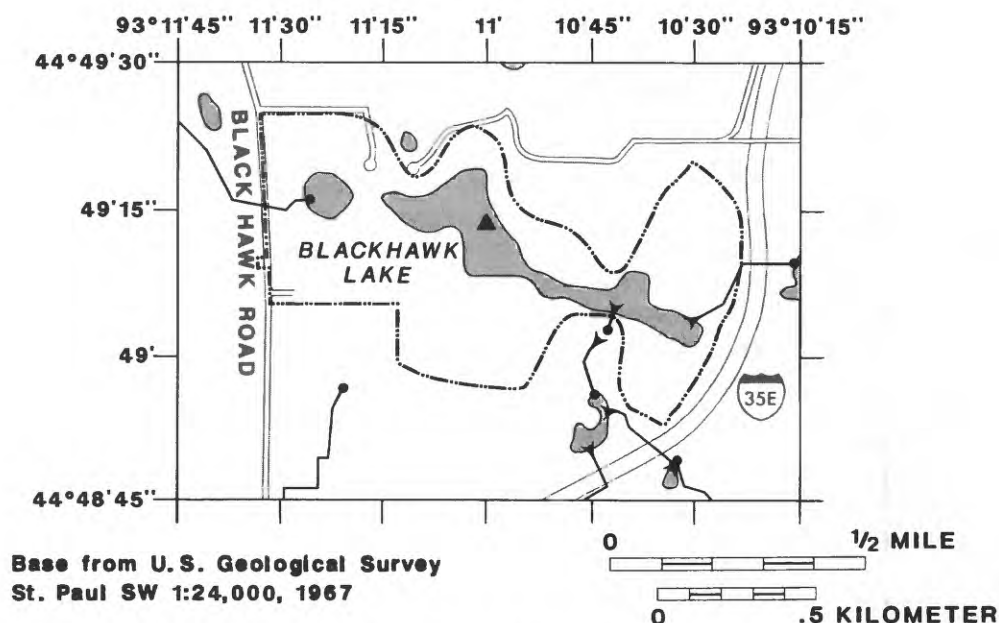 93°11'45" 11'30" 11'15" 11' 10'45" 10'30" 93°10'15"
44°49'30"
BLACK HAWK ROAD
49'15"
BLACKHAWK
LAKE
49'
35E
44°48'45"
Base from U.S. Geological Survey
St. Paul SW 1:24,000, 1967
0 1/2 MILE
0 .5 KILOMETER